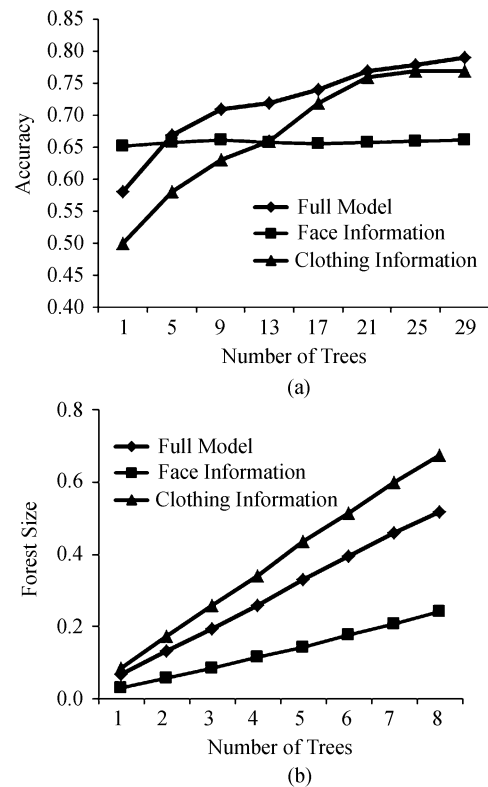 0.85
0.80
0.75
0.70
0.65
0.60
0.55
0.50
0.45
0.40
Accuracy
Full Model
Face Information
Clothing Information
1 5 9 13 17 21 25 29
Number of Trees
(a)
0.8
0.6
0.4
0.2
0.0
Forest Size
Full Model
Face Information
Clothing Information
1 2 3 4 5 6 7 8
Number of Trees
(b)